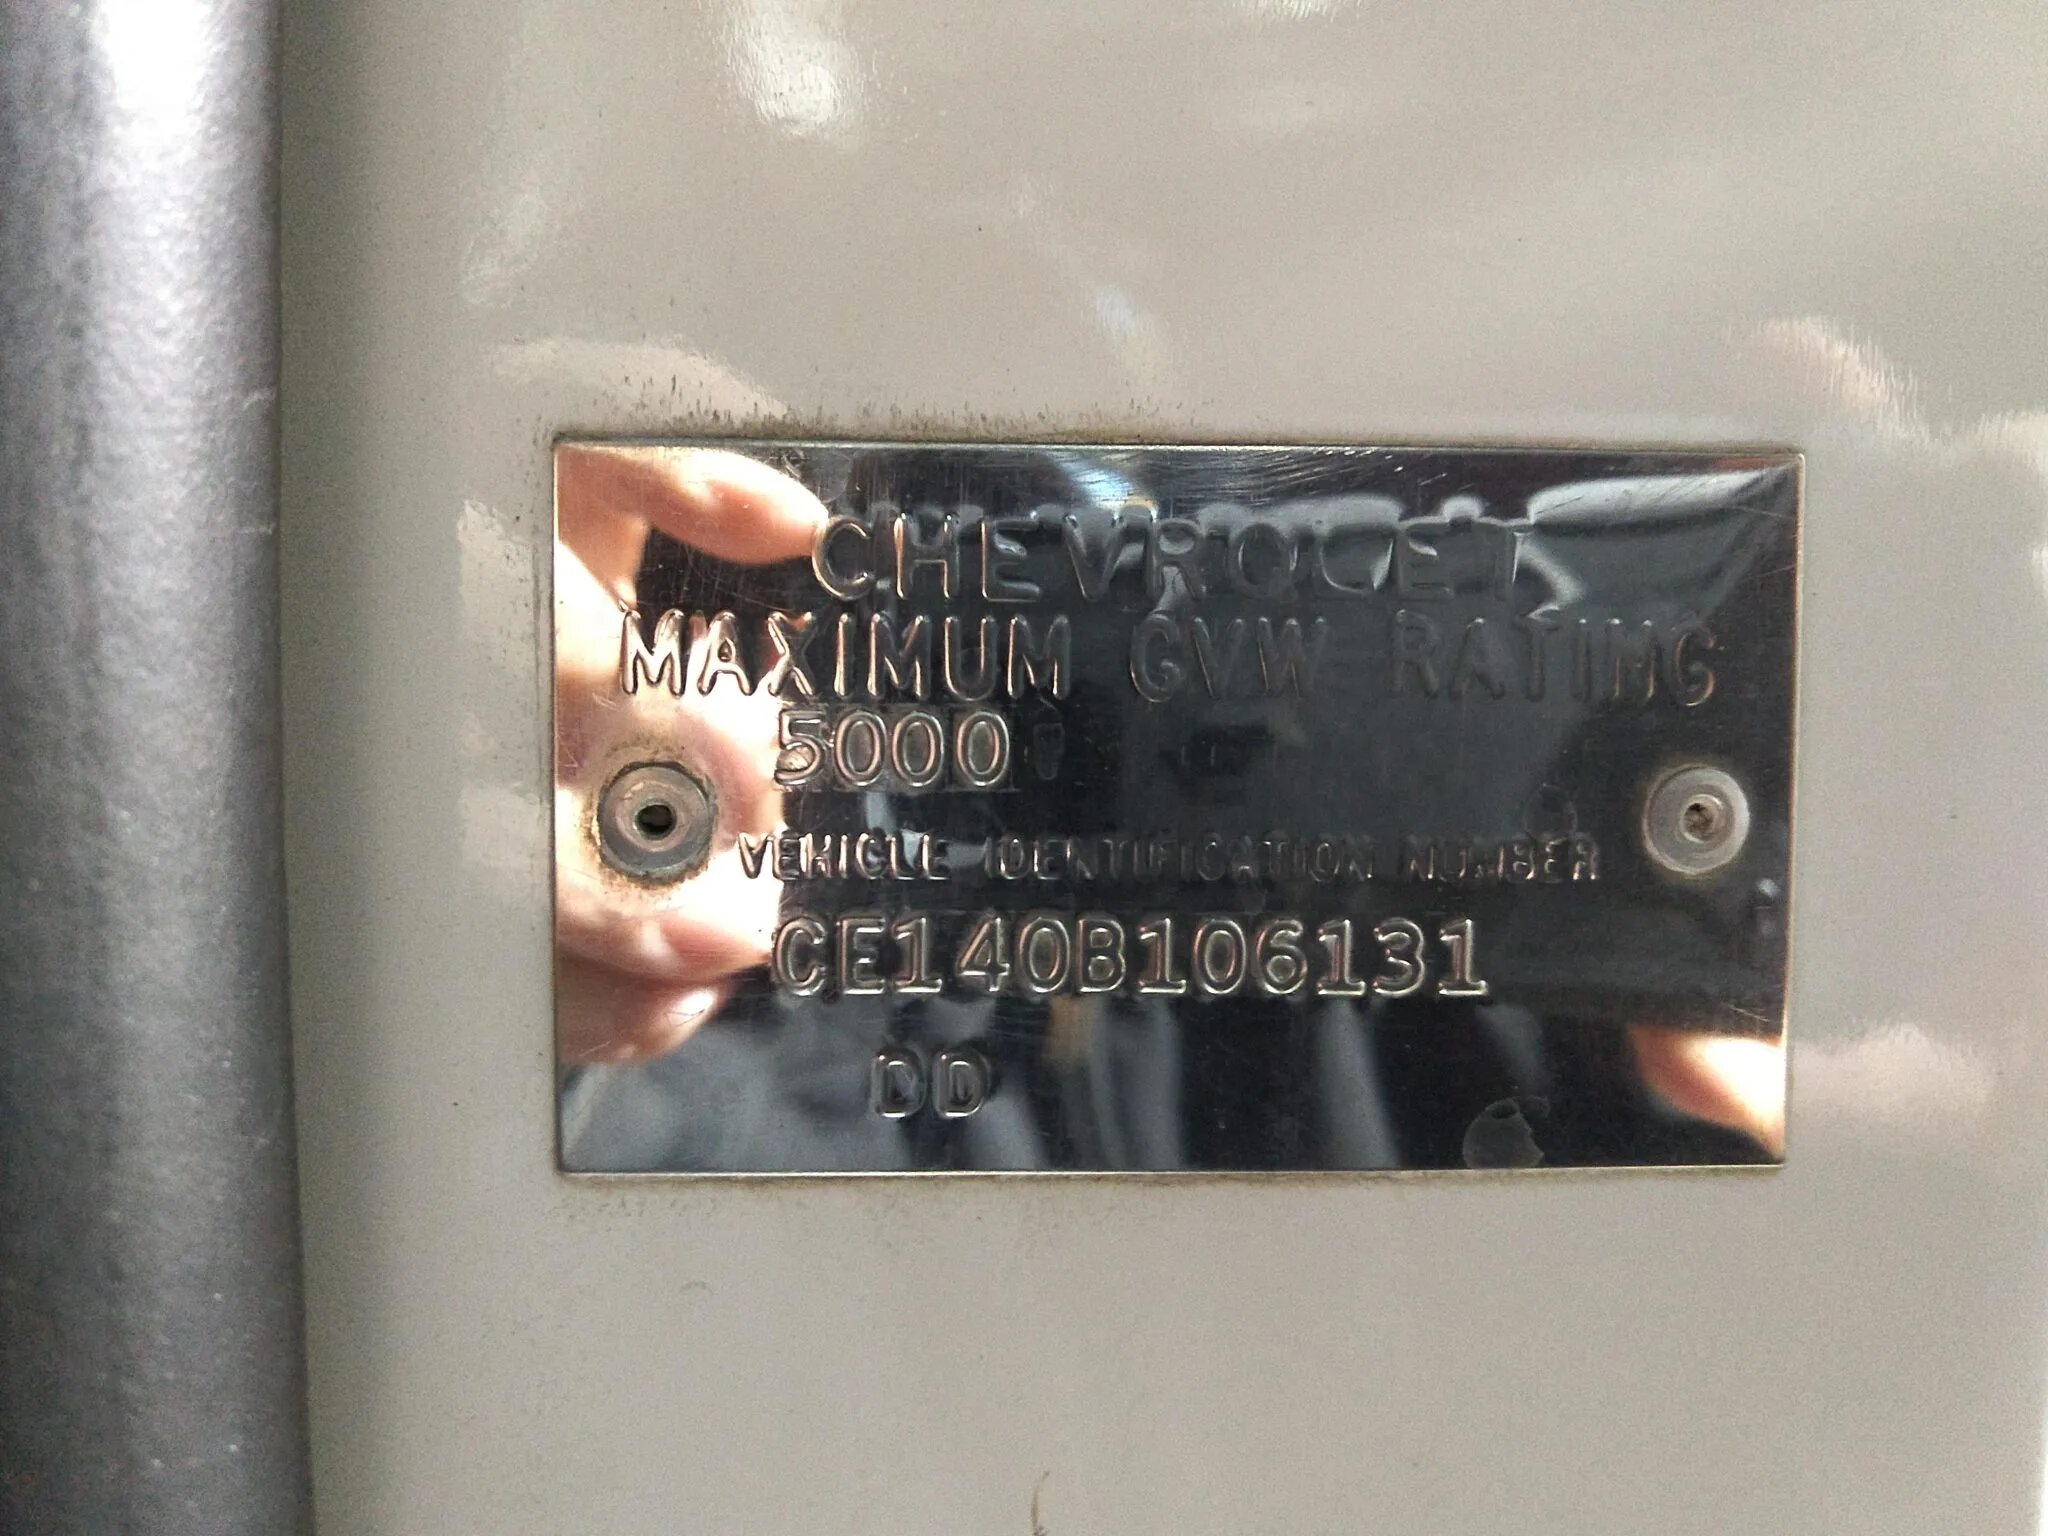 CHEVROLET
MAXIMUM GVW RATING
5000
VEHICLE IDENTIFICATION NUMBER
CE140B106131
DD